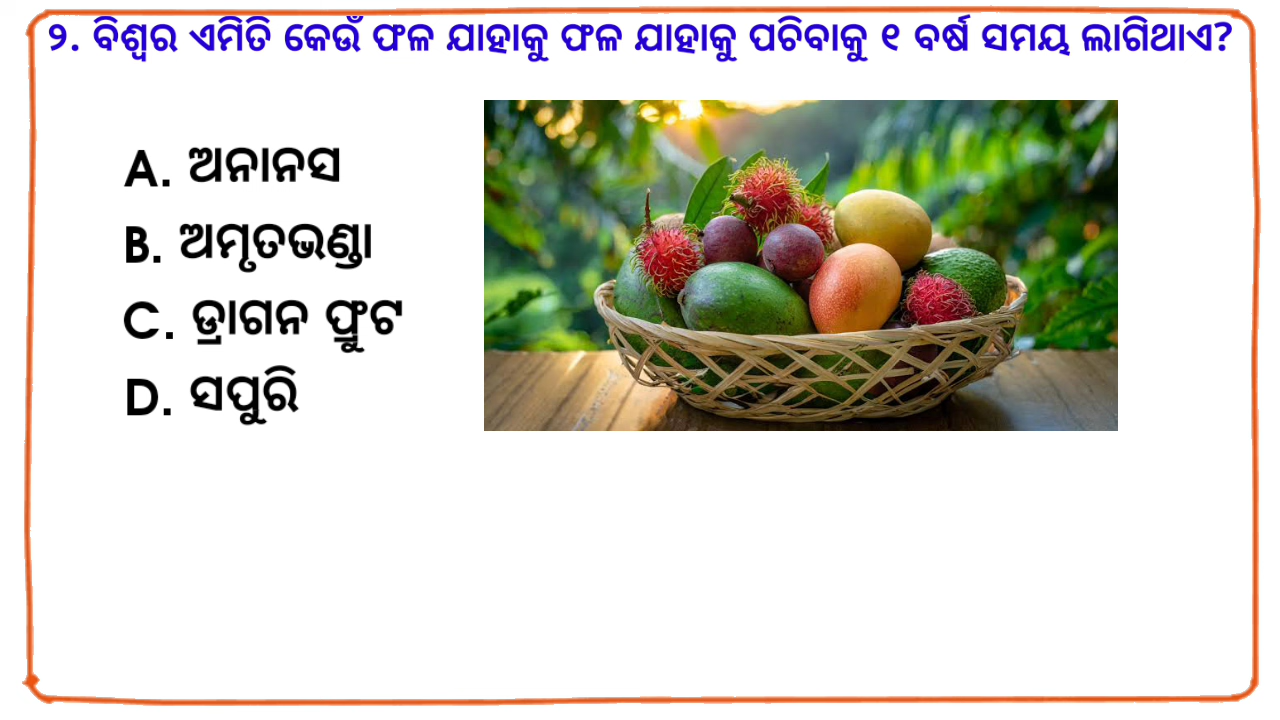 ୨. ବିଶ୍ୱର ଏମିତି କେଉଁ ଫଳ ଯାହାକୁ ଫଳ ଯାହାକୁ ପଚିବାକୁ ୧ ବର୍ଷ ସମୟ ଲାଗିଥାଏ?
A. ଅନାନସ
B. ଅମୃତଭଣ୍ଡା
C. ଡ୍ରାଗନ ଫ୍ରୁଟ
D. ସପୁରି